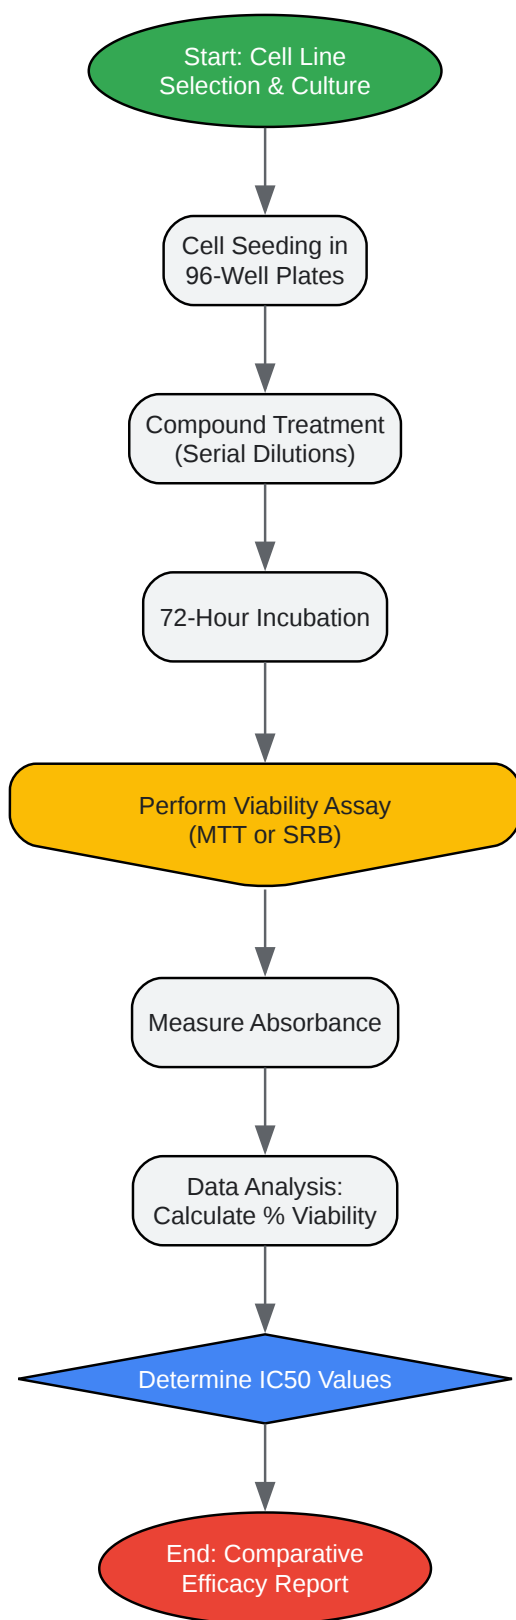 Start: Cell Line
Selection & Culture
Cell Seeding in
96-Well Plates
Compound Treatment
(Serial Dilutions)
72-Hour Incubation
Perform Viability Assay
(MTT or SRB)
Measure Absorbance
Data Analysis:
Calculate % Viability
Determine IC50 Values
End: Comparative
Efficacy Report